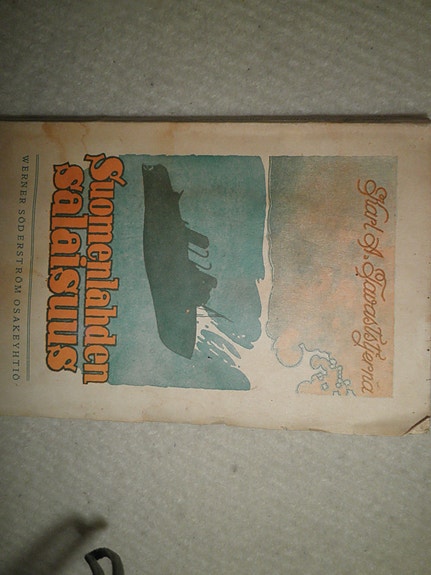 Karl A. Tavaststjerna
Suomenlahden
salaisuus
WERNER SÖDERSTRÖM OSAKEYHTIÖ